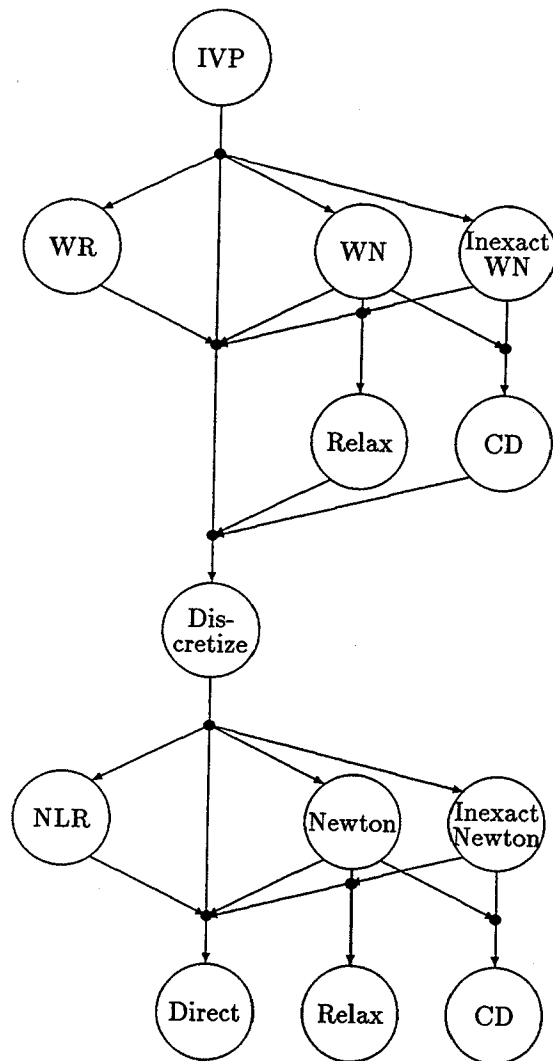 IVP
WR
WN
Inexact
WN
Relax
CD
Dis-
cretize
NLR
Newton
Inexact
Newton
Direct
Relax
CD